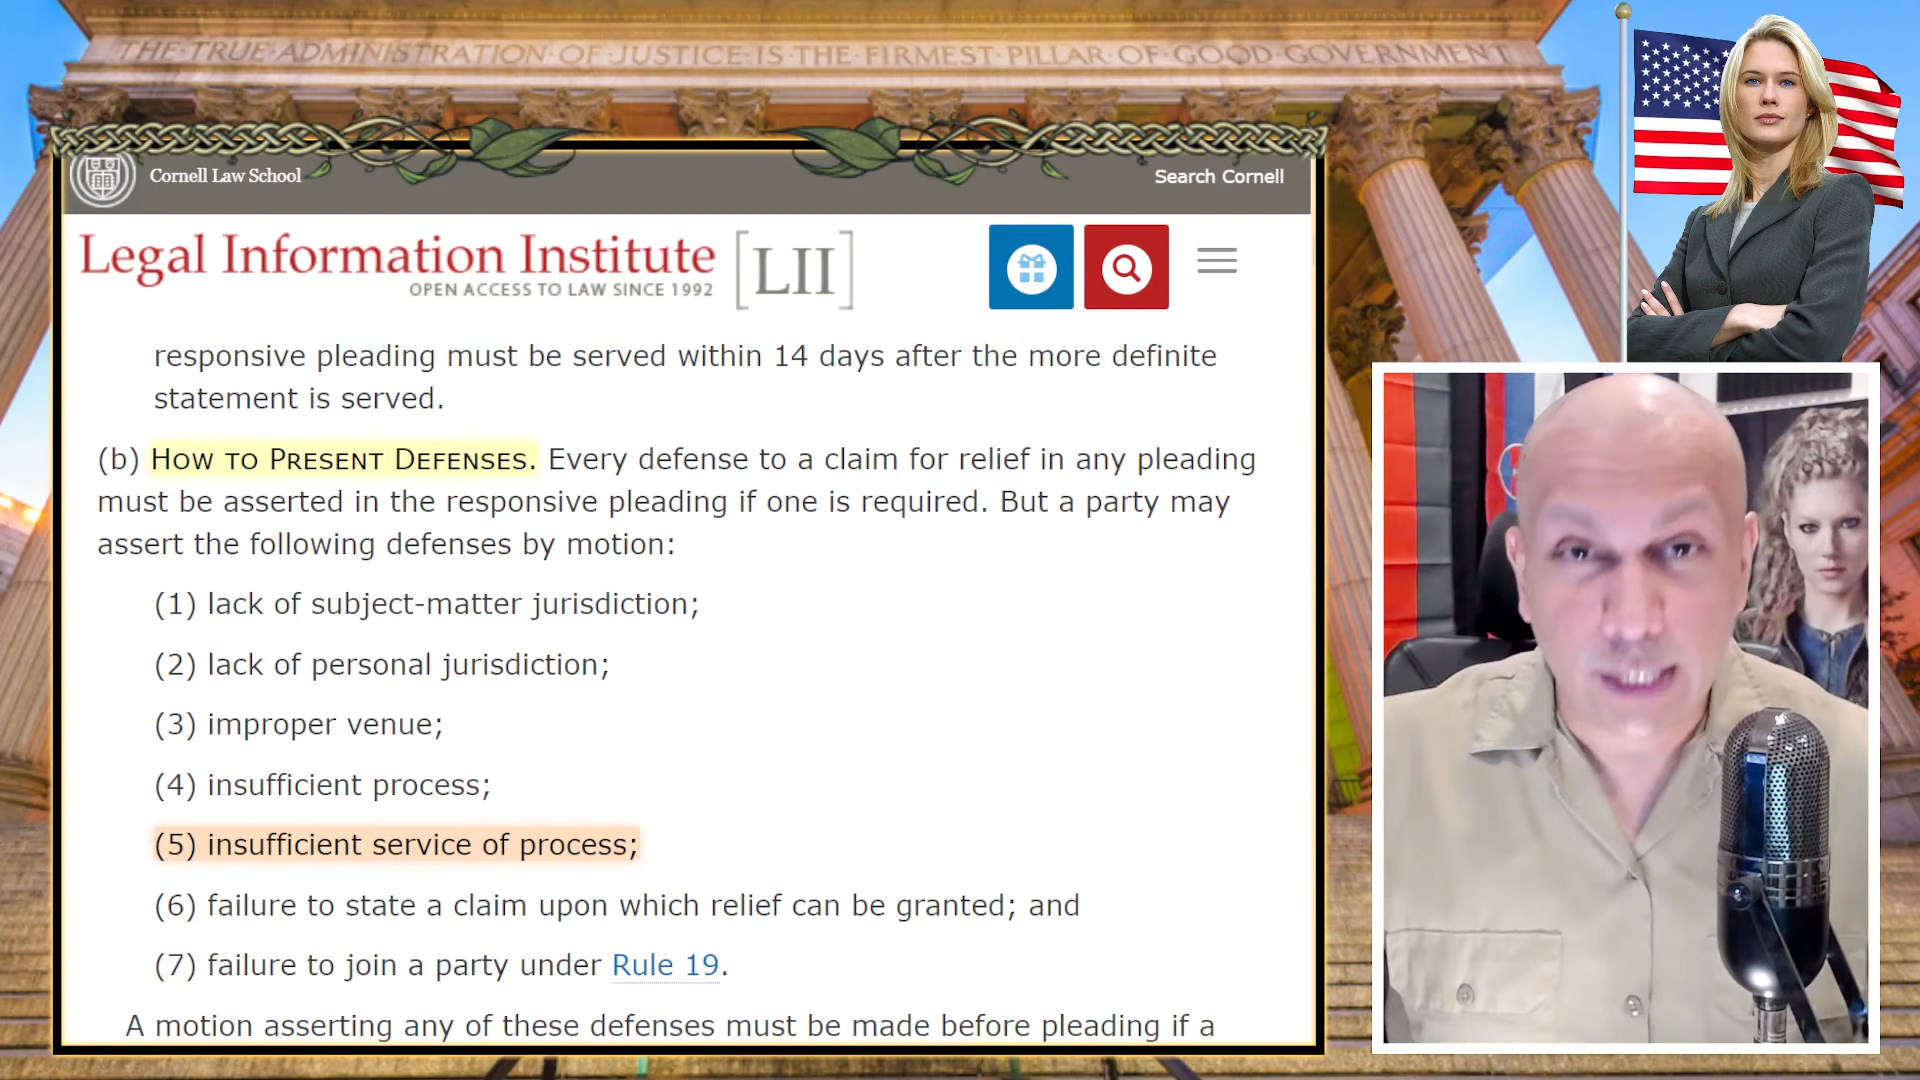 THE·TRUE·ADMINISTRATION·OF·JUSTICE·IS·THE·FIRMEST·PILLAR·OF·GOOD·GOVERNMENT
Cornell Law School
Search Cornell
Legal Information Institute [LII]
OPEN ACCESS TO LAW SINCE 1992
responsive pleading must be served within 14 days after the more definite
statement is served.
(b) HOW TO PRESENT DEFENSES. Every defense to a claim for relief in any pleading
must be asserted in the responsive pleading if one is required. But a party may
assert the following defenses by motion:
(1) lack of subject-matter jurisdiction;
(2) lack of personal jurisdiction;
(3) improper venue;
(4) insufficient process;
(5) insufficient service of process;
(6) failure to state a claim upon which relief can be granted; and
(7) failure to join a party under Rule 19.
A motion asserting any of these defenses must be made before pleading if a